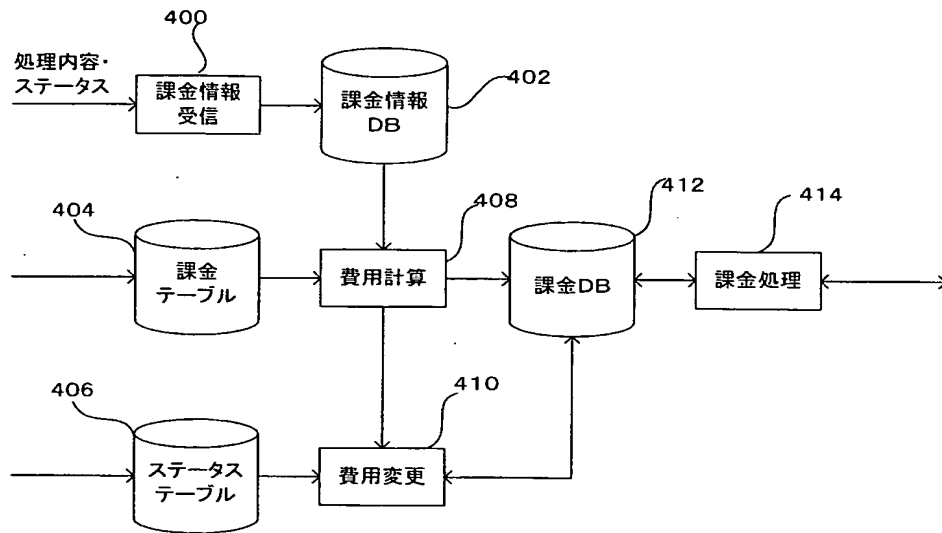 400
処理内容・
ステータス
課金情報
受信
課金情報
DB
402
404
課金
テーブル
費用計算
408
課金DB
412
課金処理
414
406
ステータス
テーブル
費用変更
410